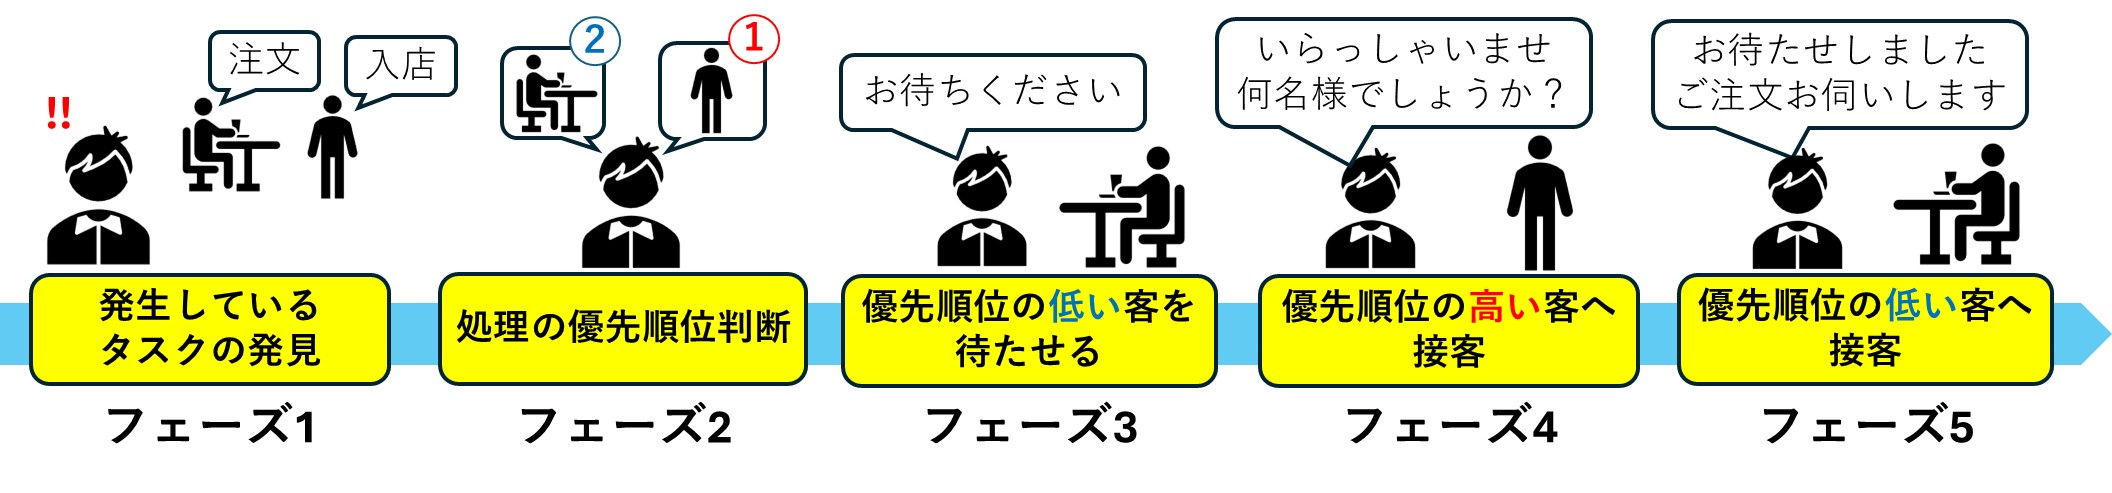 !!
注文
入店
発生している
タスクの発見
フェーズ1
②
①
処理の優先順位判断
フェーズ2
お待ちください
優先順位の低い客を
待たせる
フェーズ3
いらっしゃいませ
何名様でしょうか？
優先順位の高い客へ
接客
フェーズ4
お待たせしました
ご注文お伺いします
優先順位の低い客へ
接客
フェーズ5